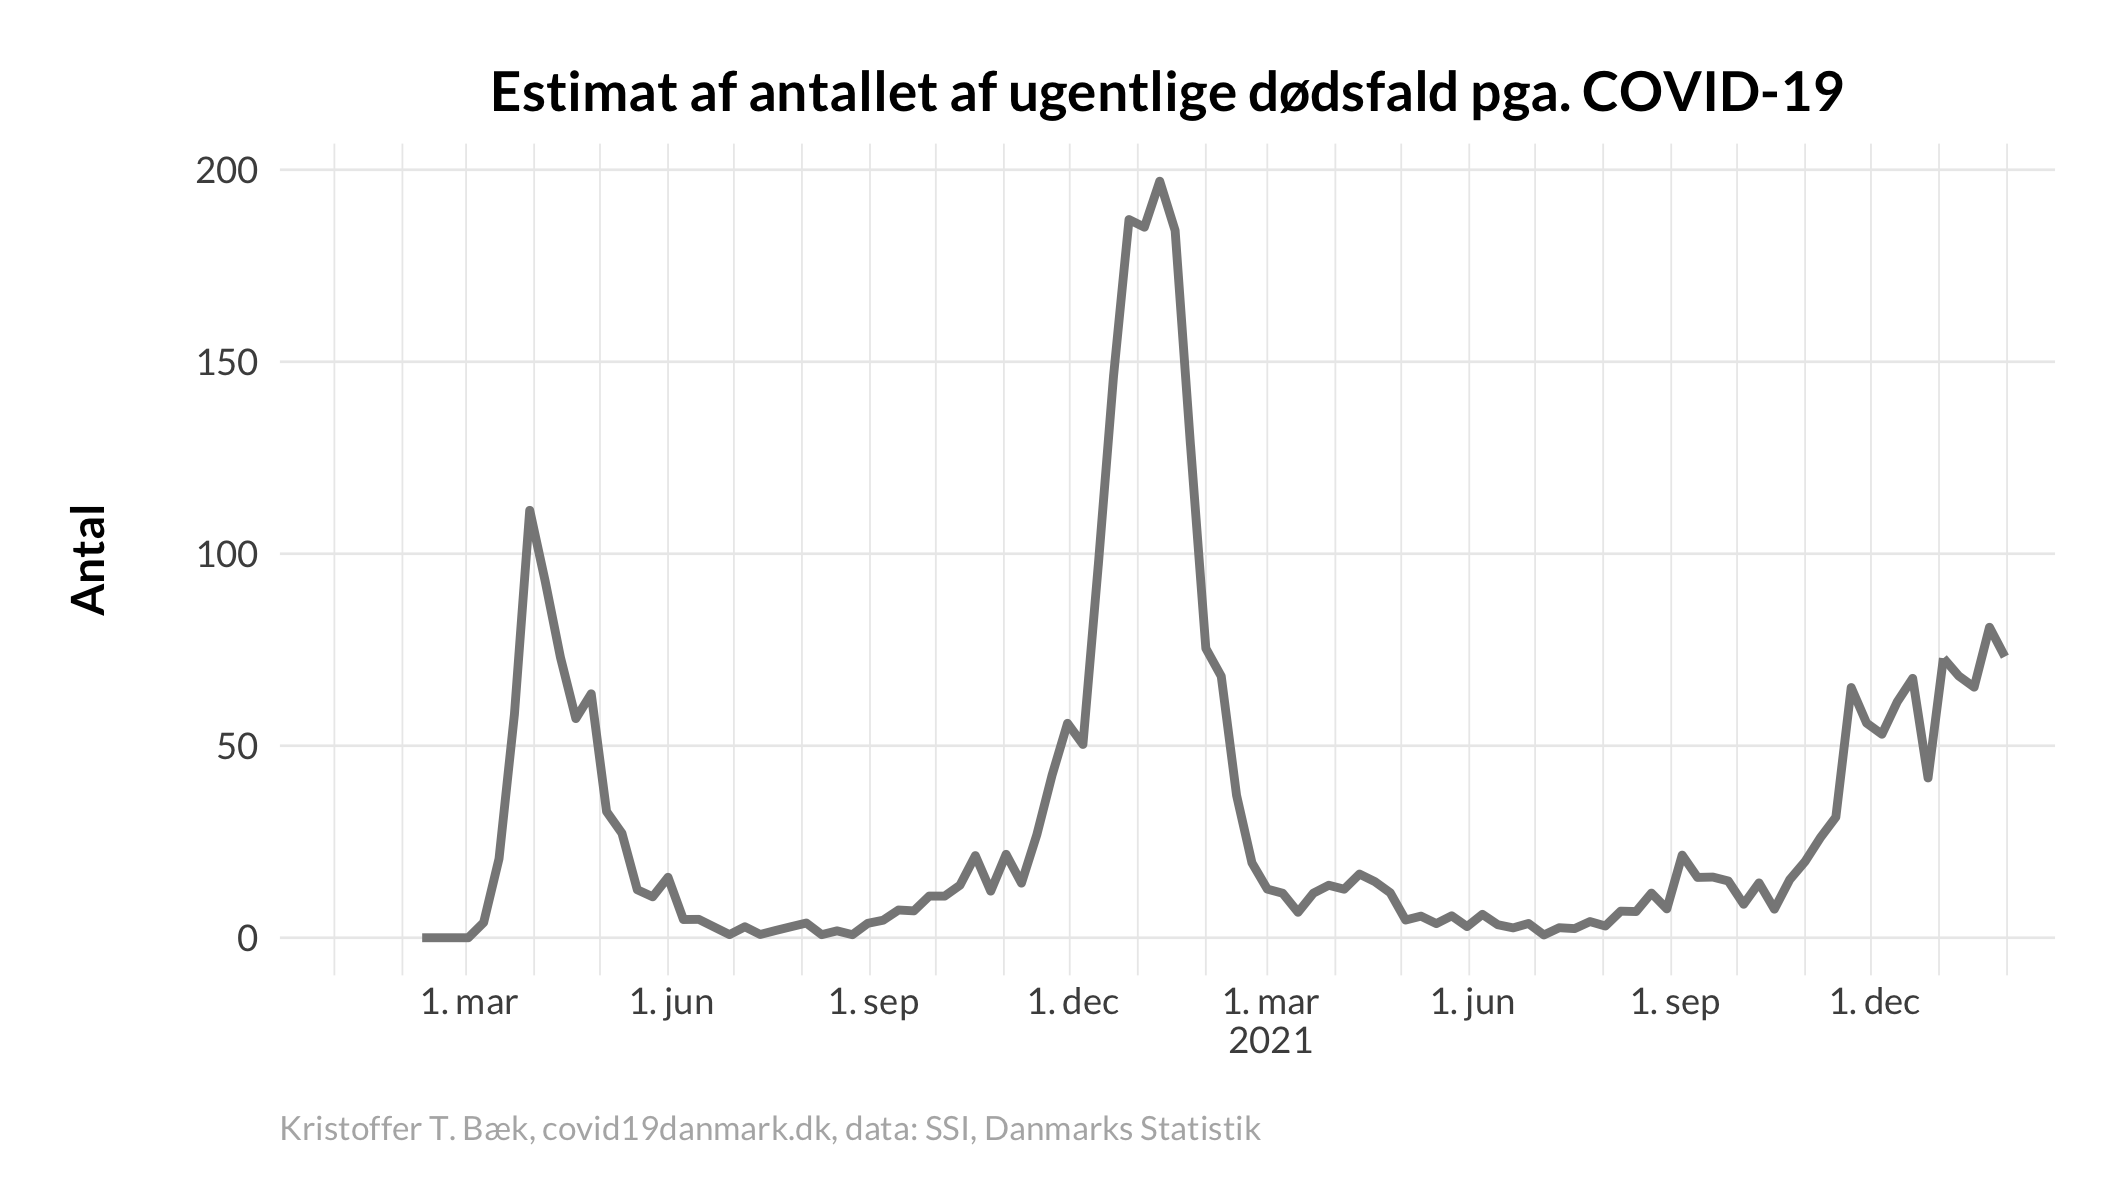 Estimat af antallet af ugentlige dødsfald pga. COVID-19
Antal
200
150
100
50
0
1. mar 1. jun 1. sep 1. dec 1. mar 1. jun 1. sep 1. dec
2021
Kristoffer T. Bæk, covid19danmark.dk, data: SSI, Danmarks Statistik